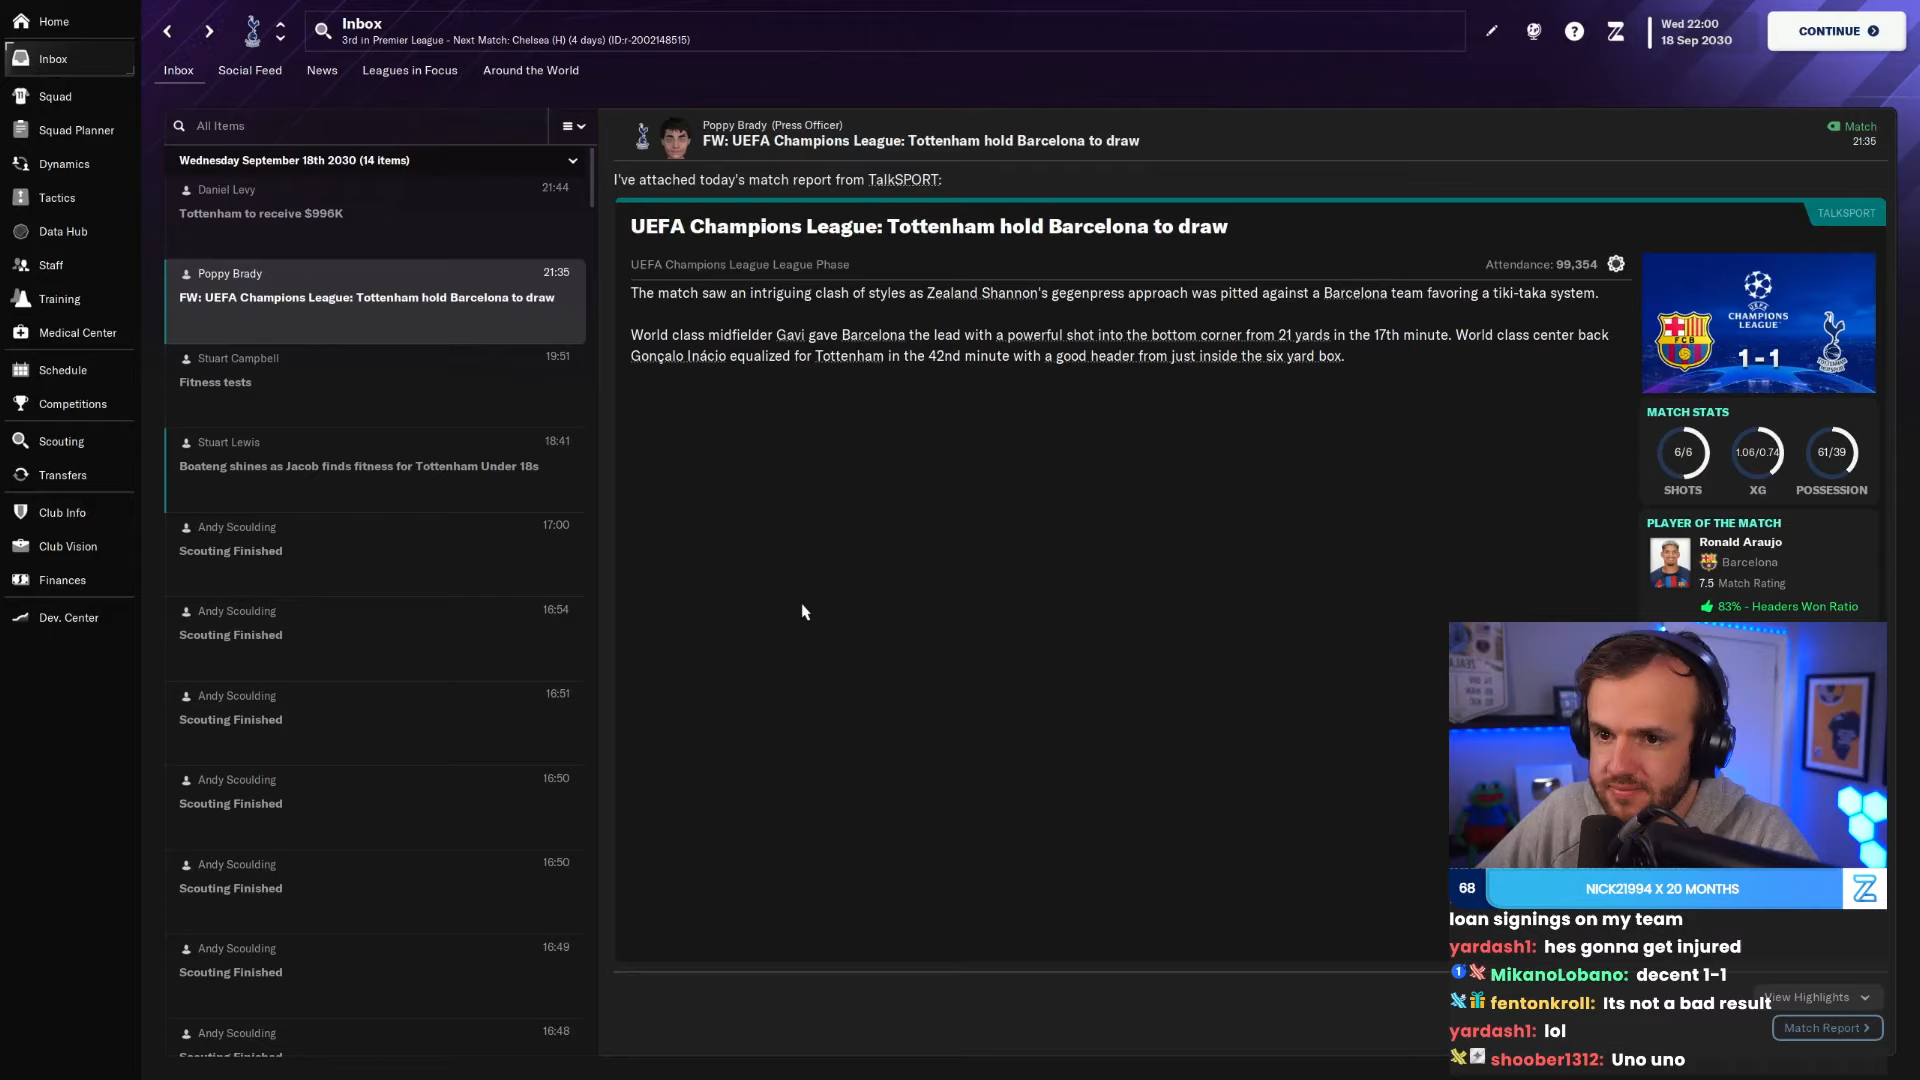 Home
Inbox
Squad
Squad Planner
Dynamics
Tactics
Data Hub
Staff
Training
Medical Center
Schedule
Competitions
Scouting
Transfers
Club Info
Club Vision
Finances
Dev. Center
Inbox
3rd in Premier League - Next Match: Chelsea (H) (4 days) (ID:r-2002148515)
Wed 22:00
18 Sep 2030
CONTINUE
Inbox
Social Feed
News
Leagues in Focus
Around the World
All Items
Wednesday September 18th 2030 (14 items)
Daniel Levy 21:44
Tottenham to receive $996K
Poppy Brady 21:35
FW: UEFA Champions League: Tottenham hold Barcelona to draw
Stuart Campbell 19:51
Fitness tests
Stuart Lewis 18:41
Boateng shines as Jacob finds fitness for Tottenham Under 18s
Andy Scoulding 17:00
Scouting Finished
Andy Scoulding 16:54
Scouting Finished
Andy Scoulding 16:51
Scouting Finished
Andy Scoulding 16:50
Scouting Finished
Andy Scoulding 16:50
Scouting Finished
Andy Scoulding 16:49
Scouting Finished
Andy Scoulding 16:48
Scouting Finished
Poppy Brady (Press Officer)
FW: UEFA Champions League: Tottenham hold Barcelona to draw
Match
21:35
I've attached today's match report from TalkSPORT:
TALKSPORT
UEFA Champions League: Tottenham hold Barcelona to draw
UEFA Champions League League Phase
Attendance: 99,354
The match saw an intriguing clash of styles as Zealand Shannon's gegenpress approach was pitted against a Barcelona team favoring a tiki-taka system.
World class midfielder Gavi gave Barcelona the lead with a powerful shot into the bottom corner from 21 yards in the 17th minute. World class center back
Gonçalo Inácio equalized for Tottenham in the 42nd minute with a good header from just inside the six yard box.
CHAMPIONS
LEAGUE
FCB
1-1
MATCH STATS
6/6
1.06/0.74
61/39
SHOTS
XG
POSSESSION
PLAYER OF THE MATCH
Ronald Araujo
Barcelona
7.5 Match Rating
83% - Headers Won Ratio
68
NICK21994 X 20 MONTHS
loan signings on my team
yardash1: hes gonna get injured
MikanoLobano: decent 1-1
fentonkroll: Its not a bad result
yardash1: lol
shoober1312: Uno uno
View Highlights
Match Report